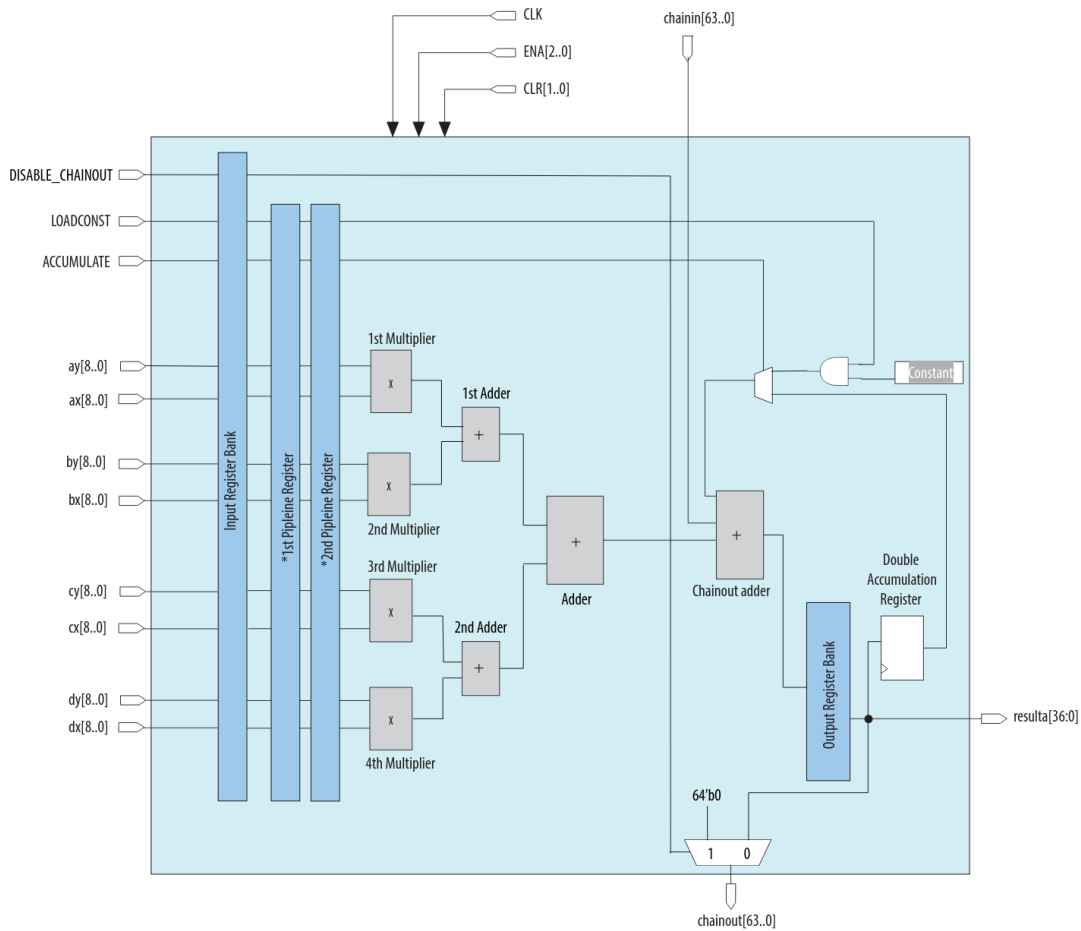 CLK
chainin[63..0]
ENA[2..0]
CLR[1..0]
DISABLE_CHAINOUT
LOADCONST
ACCUMULATE
1st Multiplier
ay[8..0]
x
Constant
ax[8..0]
1st Adder
+
by[8..0]
x
bx[8..0]
2nd Multiplier
Input Register Bank
*1st Pipleine Register
*2nd Pipleine Register
+
Adder
+
Chainout adder
3rd Multiplier
cy[8..0]
x
cx[8..0]
2nd Adder
+
Double
Accumulation
Register
dy[8..0]
x
dx[8..0]
4th Multiplier
Output Register Bank
resulta[36:0]
64'b0
1 0
chainout[63..0]